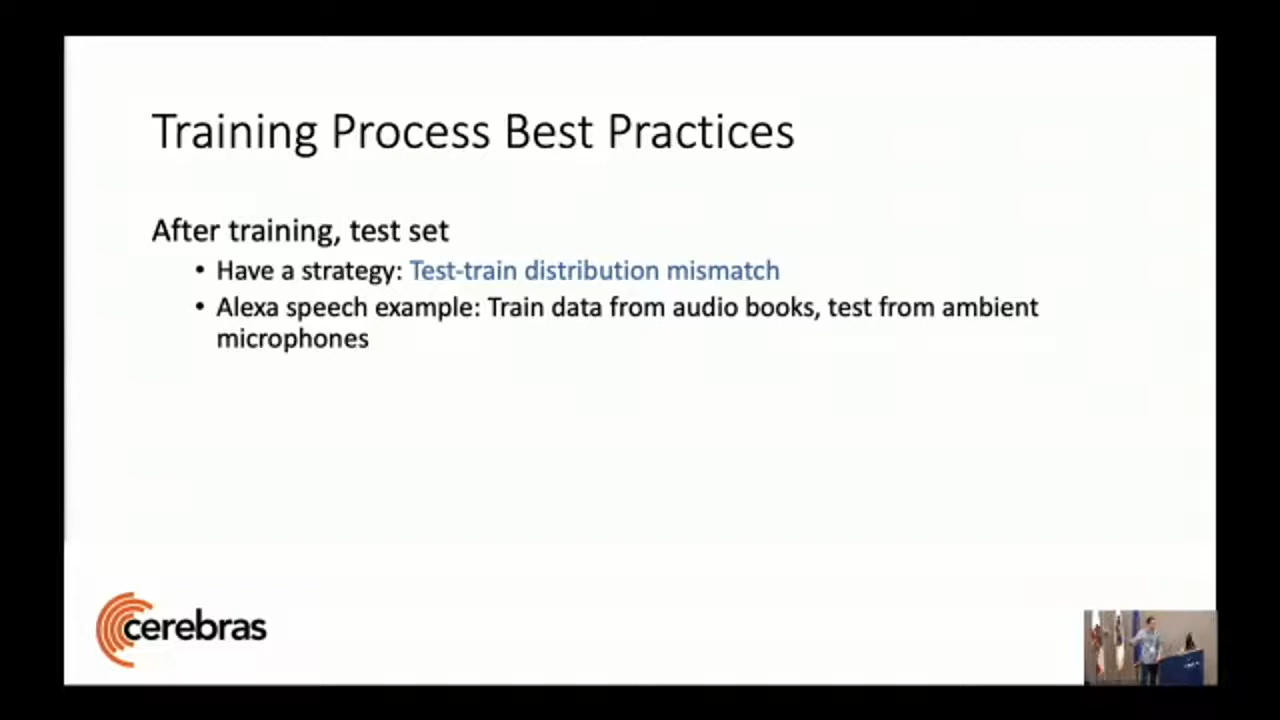 Training Process Best Practices
After training, test set
• Have a strategy: Test-train distribution mismatch
• Alexa speech example: Train data from audio books, test from ambient
microphones
cerebras